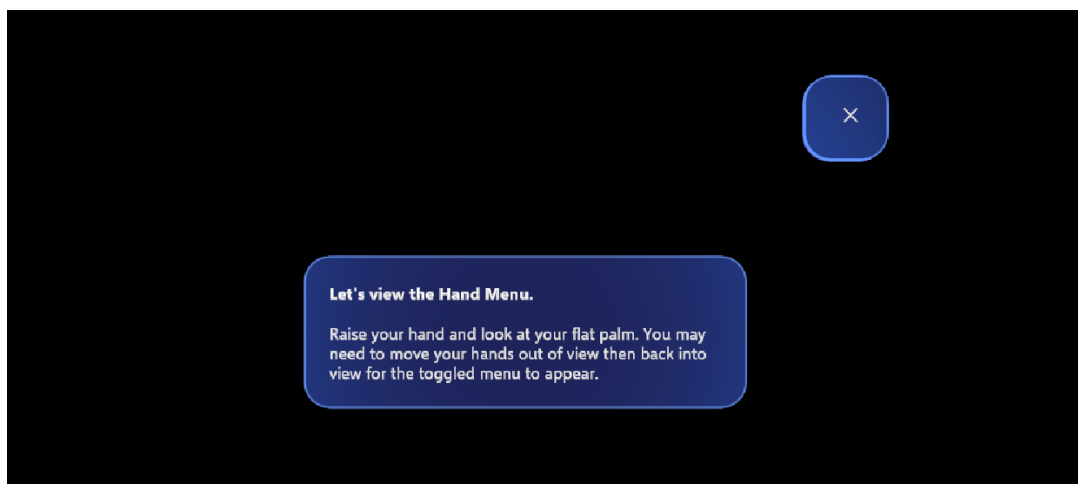 Let's view the Hand Menu.
Raise your hand and look at your flat palm. You may
need to move your hands out of view then back into
view for the toggled menu to appear.